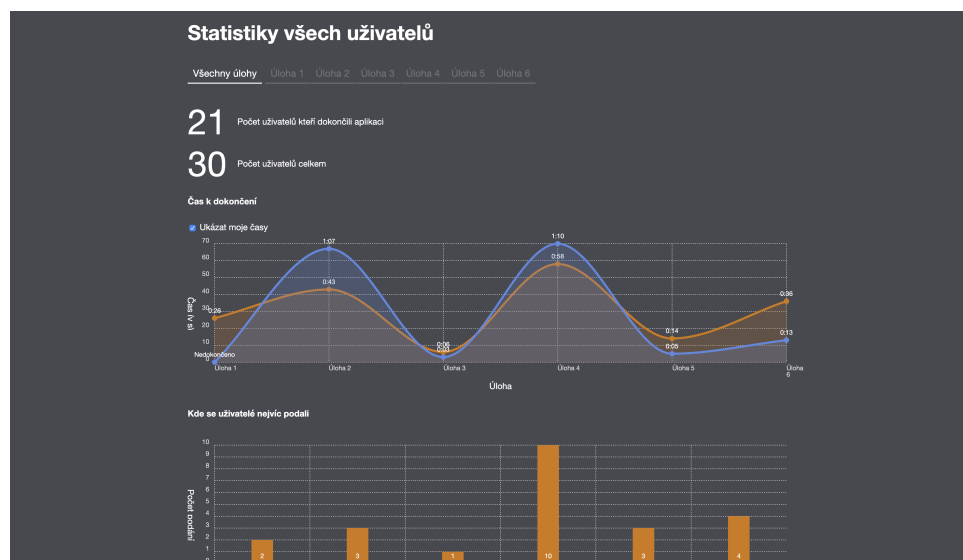 Statistiky všech uživatelů
Všechny úlohy Úloha 1 Úloha 2 Úloha 3 Úloha 4 Úloha 5 Úloha 6
21 Počet uživatelů kteří dokončili aplikaci
30 Počet uživatelů celkem
Čas k dokončení
Ukázat moje časy
70
60
50
40
30
20
10
0
Čas (v s)
0:26
Nedokončeno
1:07
0:43
0:06
0:03
1:10
0:58
0:14
0:05
0:36
0:13
Úloha 1 Úloha 2 Úloha 3 Úloha 4 Úloha 5 Úloha 6
Úloha
Kde se uživatelé nejvíc podali
10
9
8
7
6
5
4
3
2
1
0
Počet podání
2 3 1 10 3 4